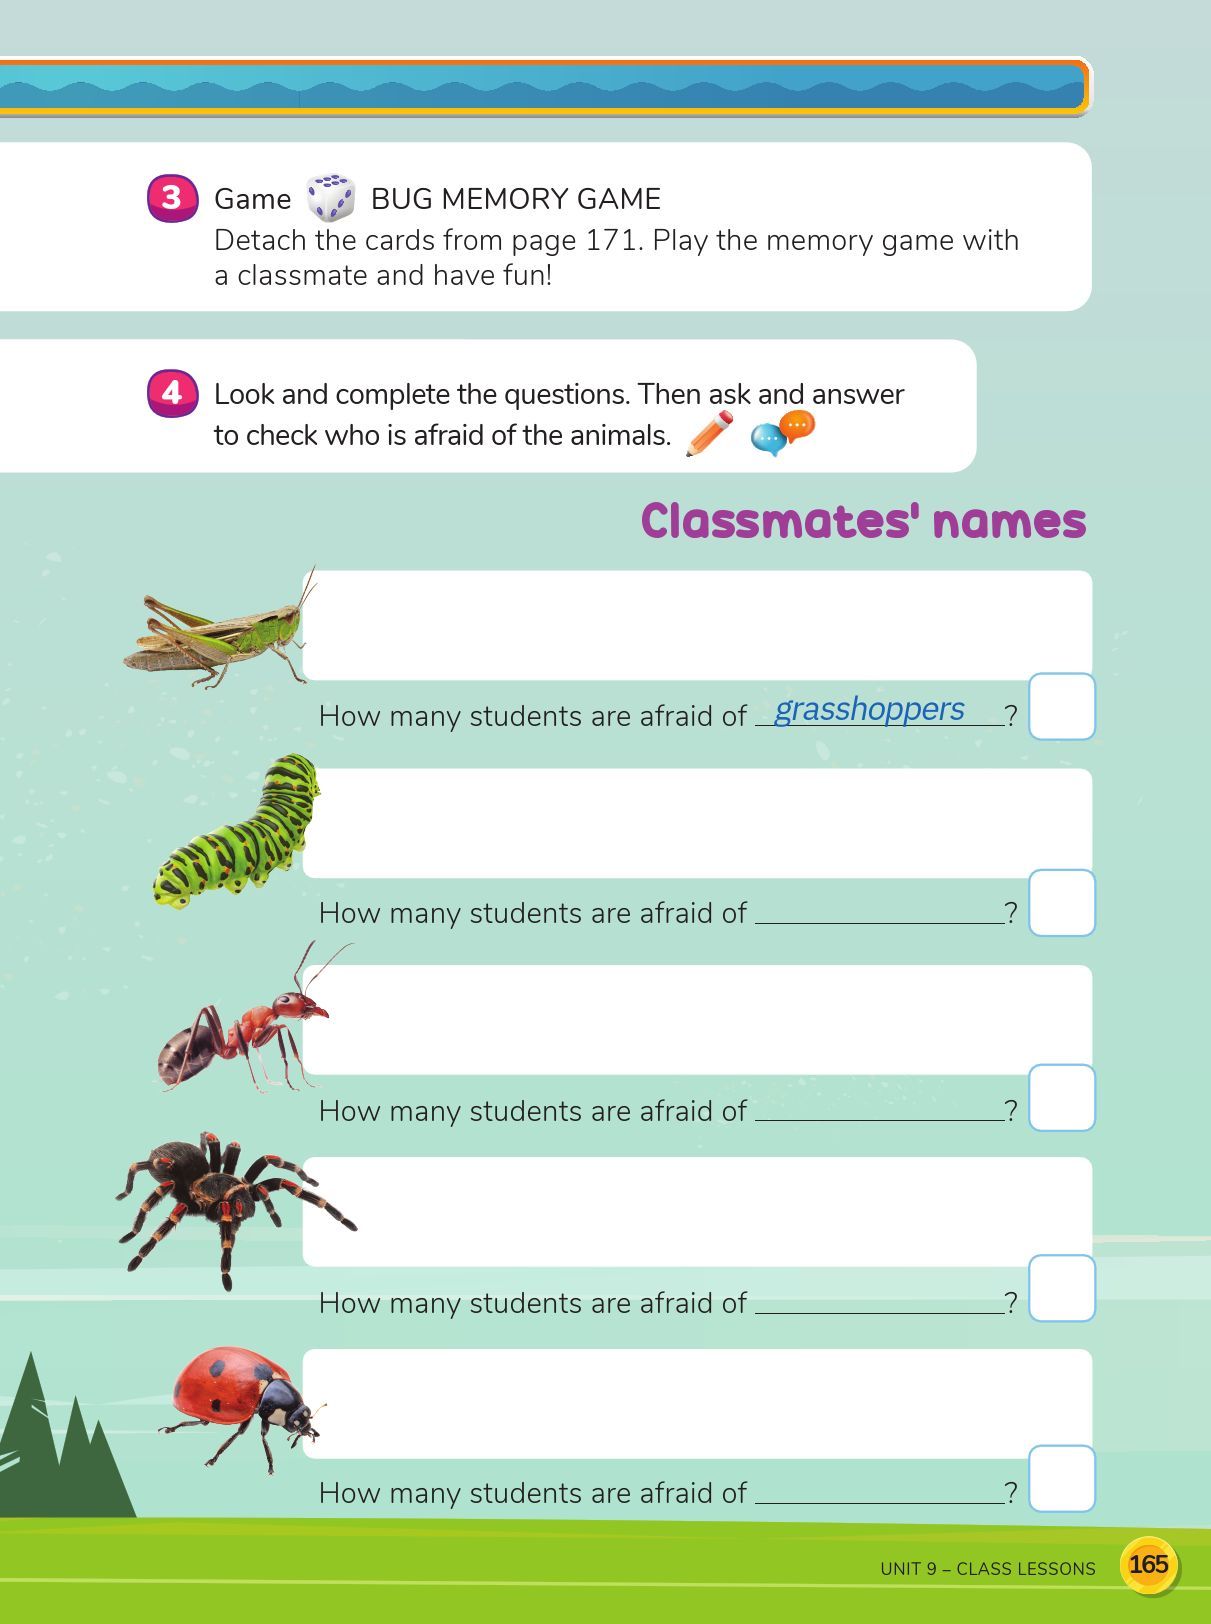 3 Game BUG MEMORY GAME
Detach the cards from page 171. Play the memory game with
a classmate and have fun!
4 Look and complete the questions. Then ask and answer
to check who is afraid of the animals.
Classmates' names
How many students are afraid of grasshoppers?
How many students are afraid of ?
How many students are afraid of ?
How many students are afraid of ?
How many students are afraid of ?
UNIT 9 – CLASS LESSONS 165